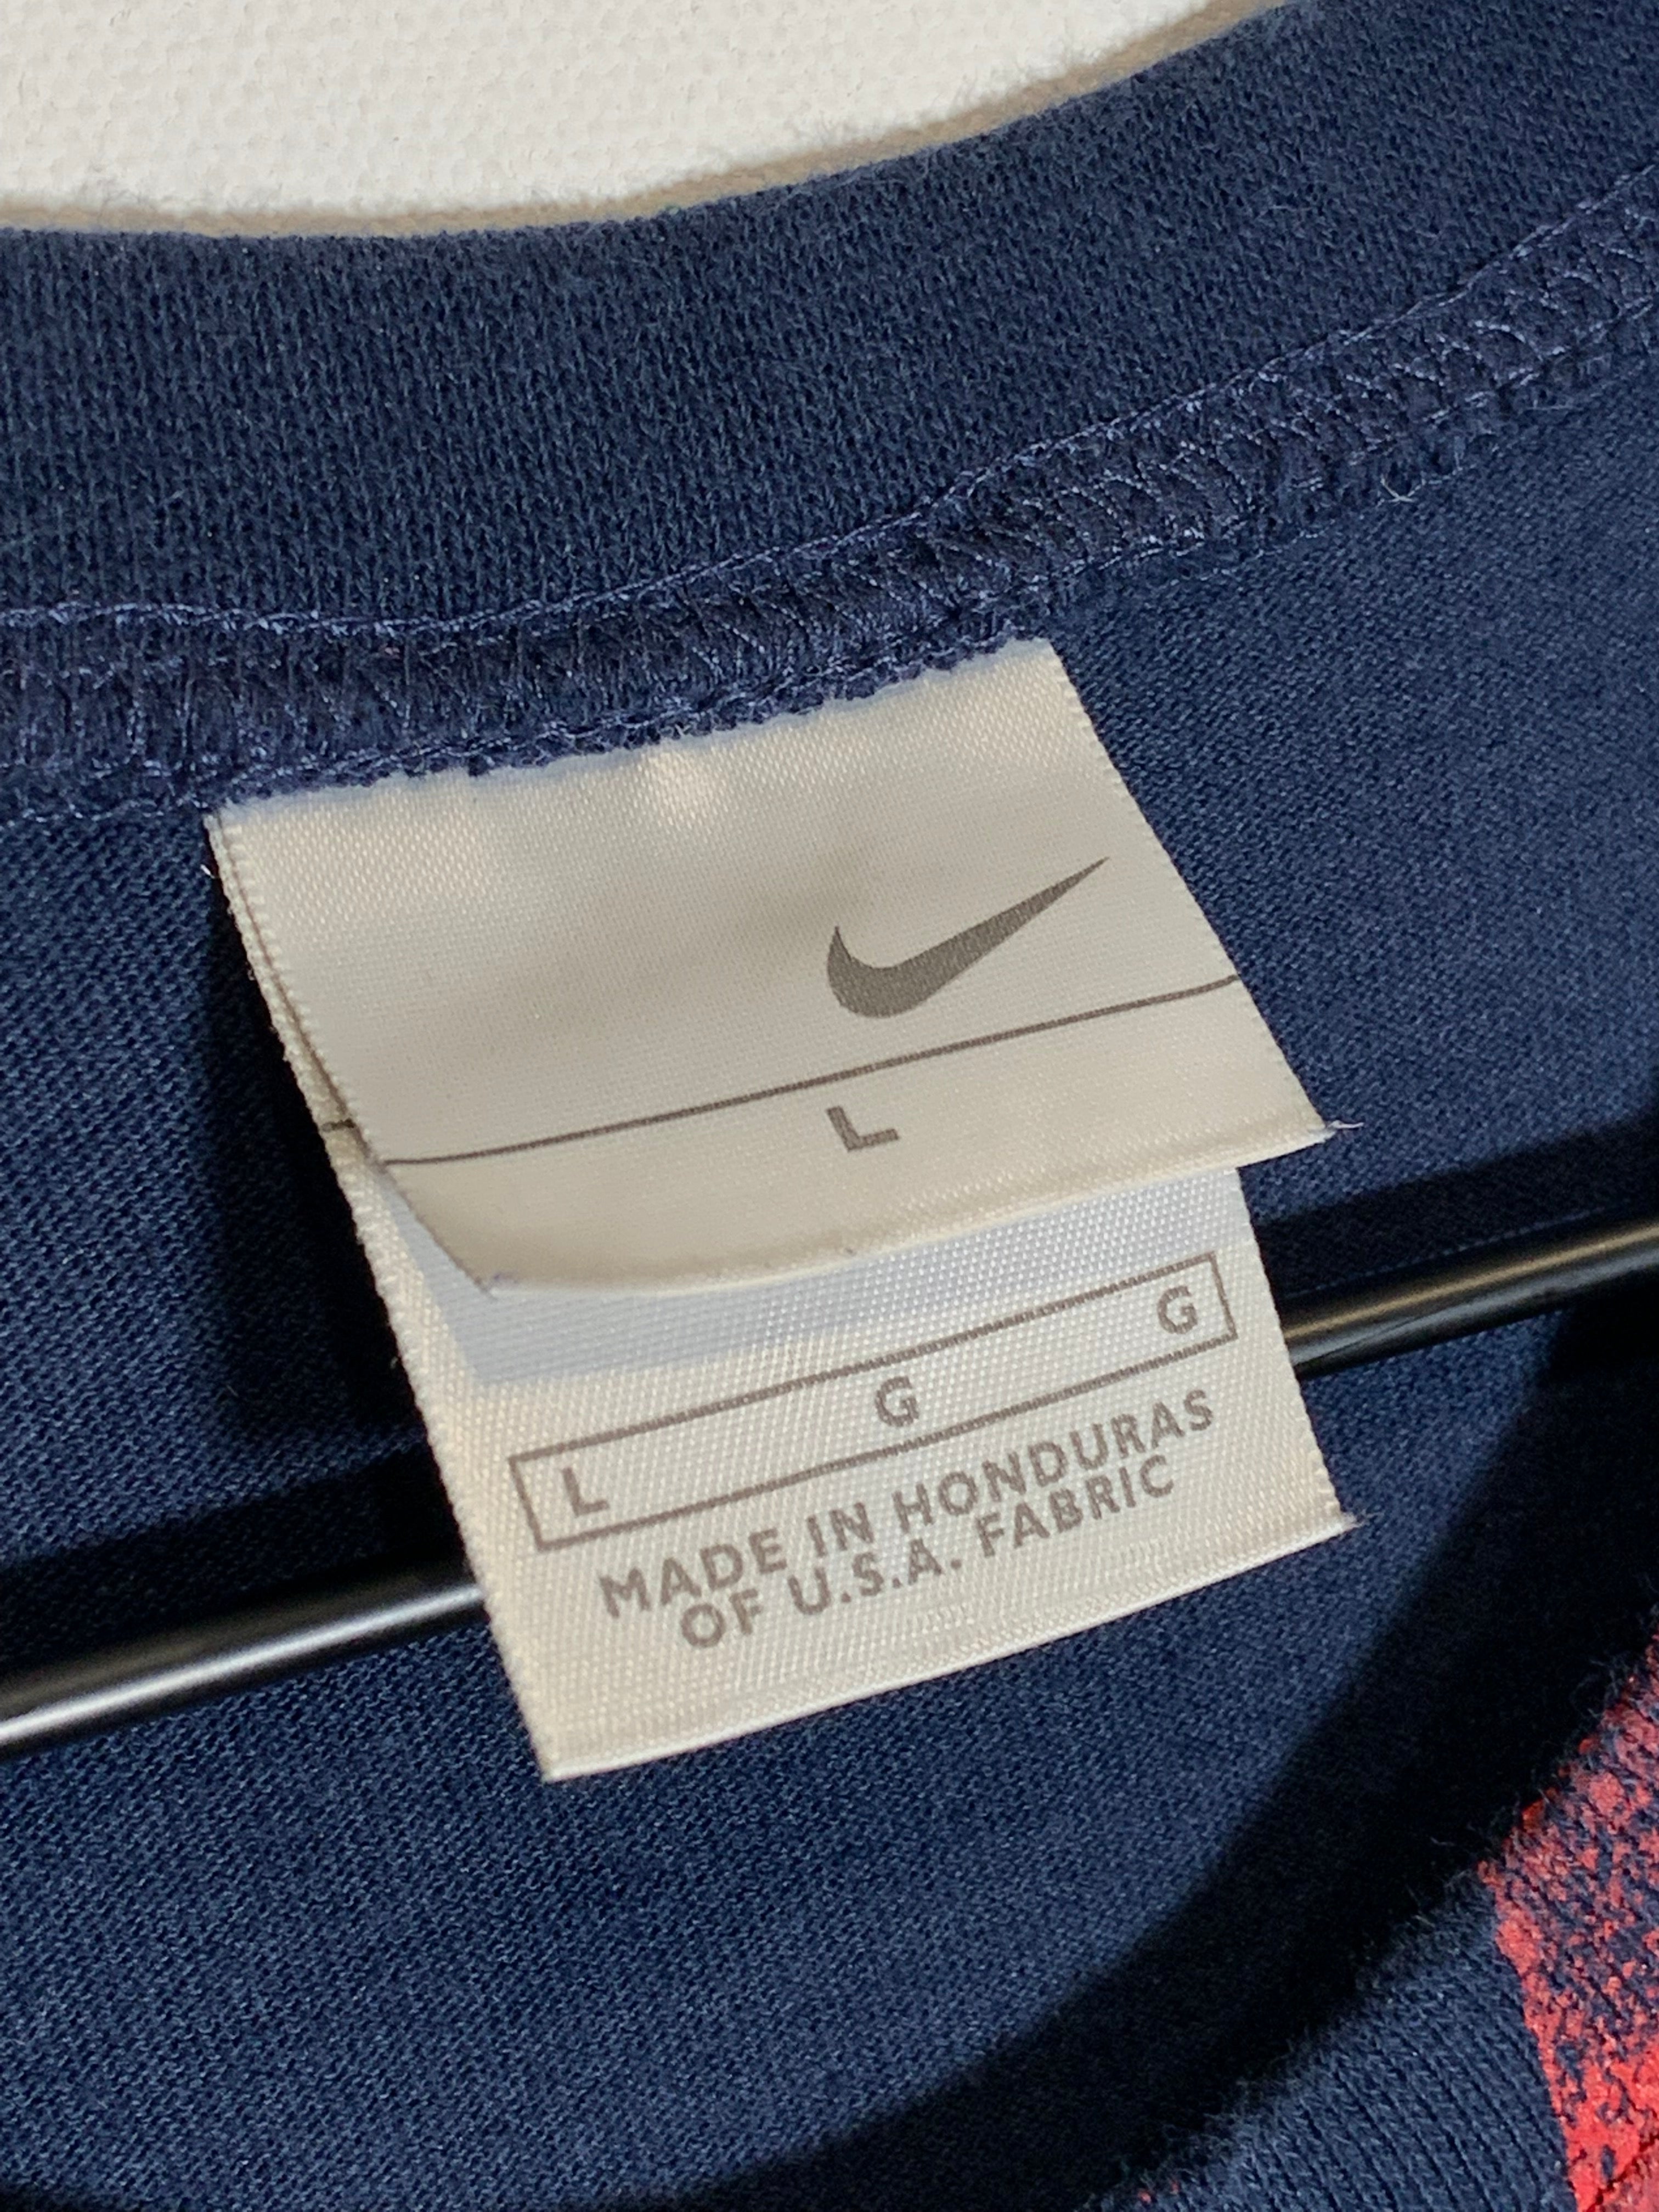 L
L G G
MADE IN HONDURAS
OF U.S.A. FABRIC